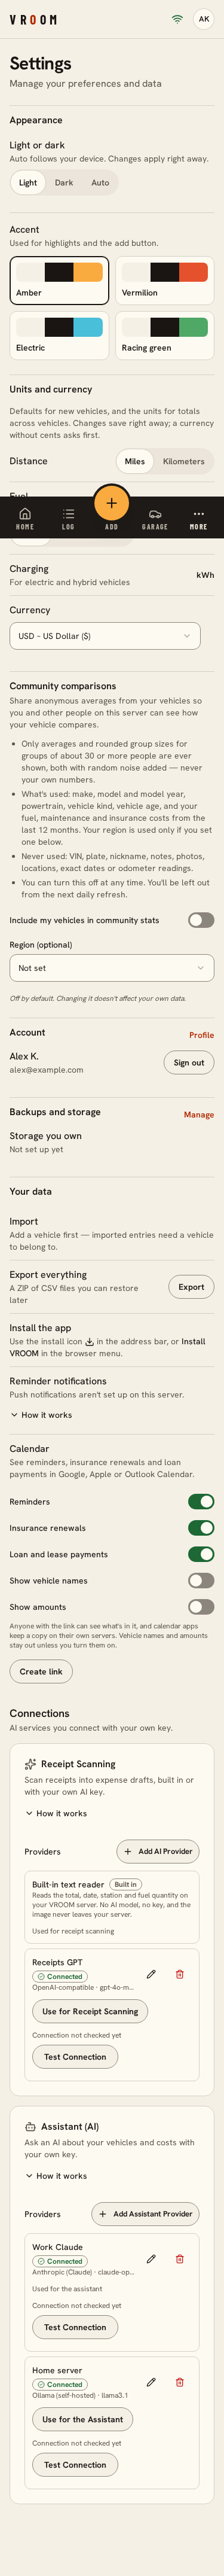 VROOM
AK
Settings
Manage your preferences and data
Appearance
Light or dark
Auto follows your device. Changes apply right away.
Light Dark Auto
Accent
Used for highlights and the add button.
Amber
Vermilion
Electric
Racing green
Units and currency
Defaults for new vehicles, and the units for totals
across vehicles. Changes save right away; a currency
without cents asks first.
Distance
Miles Kilometers
HOME LOG ADD GARAGE MORE
Charging
For electric and hybrid vehicles
kWh
Currency
USD – US Dollar ($)
Community comparisons
Share anonymous averages from your vehicles so
you and other people on this server can see how
your vehicle compares.
• Only averages and rounded group sizes for
groups of about 30 or more people are ever
shown, both with random noise added — never
your own numbers.
• What's used: make, model and model year,
powertrain, vehicle kind, vehicle age, and your
fuel, maintenance and insurance costs from the
last 12 months. Your region is used only if you set
one below.
• Never used: VIN, plate, nickname, notes, photos,
locations, exact dates or odometer readings.
• You can turn this off at any time. You'll be left out
from the next daily refresh.
Include my vehicles in community stats
Region (optional)
Not set
Off by default. Changing it doesn't affect your own data.
Account
Profile
Alex K.
alex@example.com
Sign out
Backups and storage
Manage
Storage you own
Not set up yet
Your data
Import
Add a vehicle first — imported entries need a vehicle
to belong to.
Export everything
A ZIP of CSV files you can restore
later
Export
Install the app
Use the install icon in the address bar, or Install
VROOM in the browser menu.
Reminder notifications
Push notifications aren't set up on this server.
How it works
Calendar
See reminders, insurance renewals and loan
payments in Google, Apple or Outlook Calendar.
Reminders
Insurance renewals
Loan and lease payments
Show vehicle names
Show amounts
Anyone with the link can see what's in it, and calendar apps
keep a copy on their own servers. Vehicle names and amounts
stay out unless you turn them on.
Create link
Connections
AI services you connect with your own key.
Receipt Scanning
Scan receipts into expense drafts, built in or
with your own AI key.
How it works
Providers
Add AI Provider
Built-in text reader Built in
Reads the total, date, station and fuel quantity on
your VROOM server. No AI model, no key, and the
image never leaves your server.
Used for receipt scanning
Receipts GPT
Connected
OpenAI-compatible · gpt-4o-m...
Use for Receipt Scanning
Connection not checked yet
Test Connection
Assistant (AI)
Ask an AI about your vehicles and costs with
your own key.
How it works
Providers
Add Assistant Provider
Work Claude
Connected
Anthropic (Claude) · claude-op...
Used for the assistant
Connection not checked yet
Test Connection
Home server
Connected
Ollama (self-hosted) · llama3.1
Use for the Assistant
Connection not checked yet
Test Connection